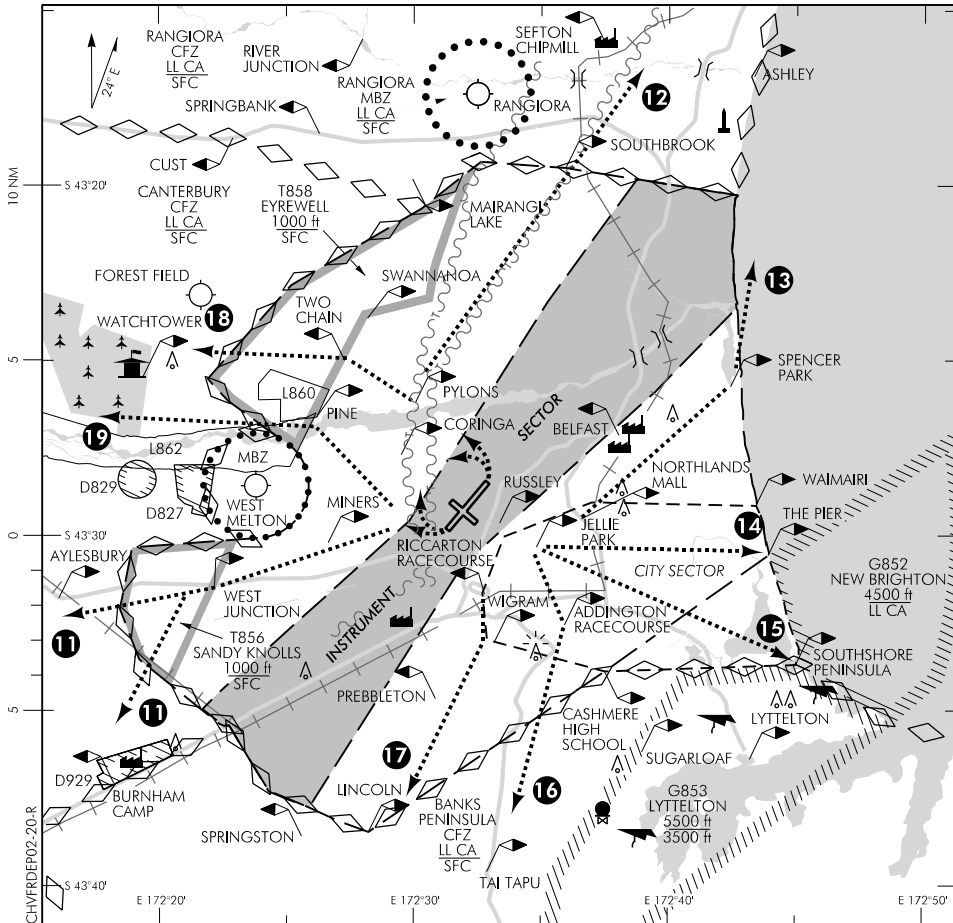 RANGIORA
CFZ
LL CA
SFC
24° E
RIVER
JUNCTION
SEFTON
CHIPMILL
RANGIORA
MBZ
LL CA
SFC
RANGIORA
12
ASHLEY
SPRINGBANK
SOUTHBROOK
CUST
10 NM
S 43°20'
CANTERBURY
CFZ
LL CA
SFC
T858
EYREWELL
1000 ft
SFC
MAIRANGI
LAKE
FOREST FIELD
SWANNANOA
13
WATCHTOWER
18
TWO
CHAIN
5
SPENCER
PARK
L860
PINE
PYLONS
19
CORINGA
SECTOR
BELFAST
L862
MBZ
D829
D827
WEST
MELTON
MINERS
RUSSLEY
NORTHLANDS
MALL
WAIMAIRI
THE PIER
14
0
S 43°30'
AYLESBURY
RICCARTON
RACECOURSE
JELLIE
PARK
CITY SECTOR
G852
NEW BRIGHTON
4500 ft
LL CA
WEST
JUNCTION
WIGRAM
ADDINGTON
RACECOURSE
11
INSTRUMENT
T856
SANDY KNOLLS
1000 ft
SFC
15
SOUTHSHORE
PENINSULA
PREBBLETON
5
11
CASHMERE
HIGH
SCHOOL
LYTTELTON
SUGARLOAF
17
D929
BURNHAM
CAMP
LINCOLN
16
SPRINGSTON
BANKS
PENINSULA
CFZ
LL CA
SFC
G853
LYTTELTON
5500 ft
3500 ft
TAI TAPU
S 43°40'
CHVFRDEP02-20-R
E 172°20'
E 172°30'
E 172°40'
E 172°50'